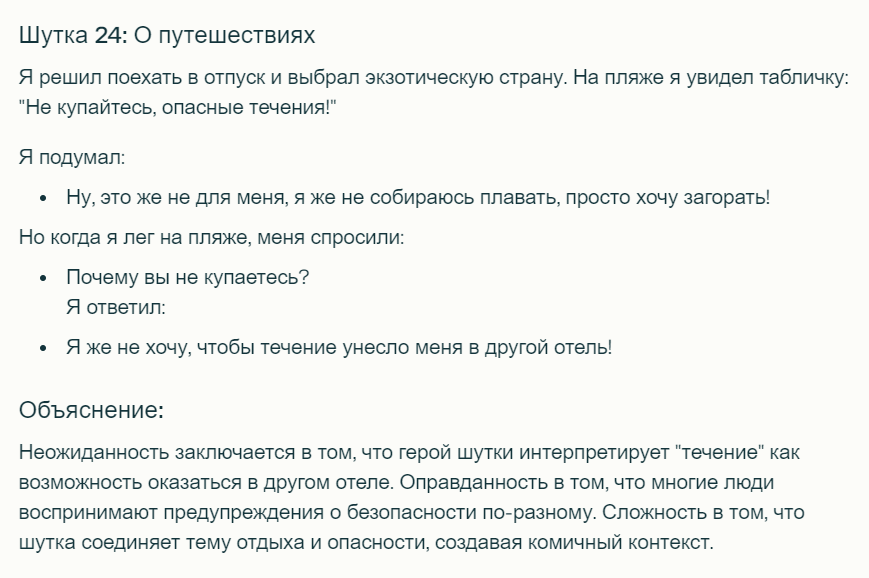 Шутка 24: О путешествиях
Я решил поехать в отпуск и выбрал экзотическую страну. На пляже я увидел табличку:
"Не купайтесь, опасные течения!"
Я подумал:
• Ну, это же не для меня, я же не собираюсь плавать, просто хочу загорать!
Но когда я лег на пляже, меня спросили:
• Почему вы не купаетесь?
Я ответил:
• Я же не хочу, чтобы течение унесло меня в другой отель!
Объяснение:
Неожиданность заключается в том, что герой шутки интерпретирует "течение" как
возможность оказаться в другом отеле. Оправданность в том, что многие люди
воспринимают предупреждения о безопасности по-разному. Сложность в том, что
шутка соединяет тему отдыха и опасности, создавая комичный контекст.